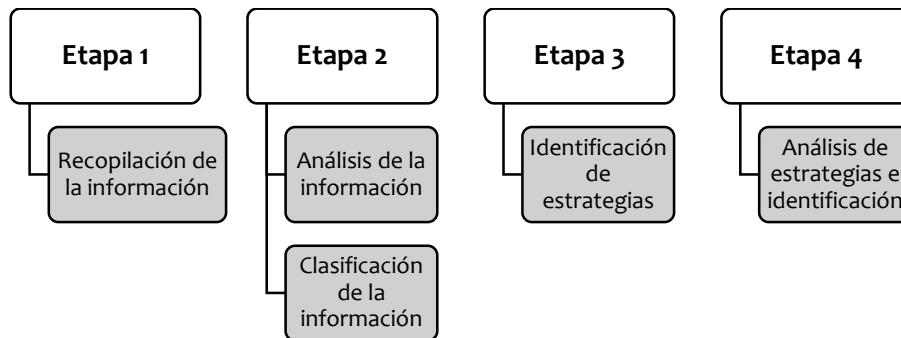 Etapa 1
Recopilación de
la información
Etapa 2
Análisis de la
información
Clasificación
de la
información
Etapa 3
Identificación
de
estrategias
Etapa 4
Análisis de
estrategias e
identificación